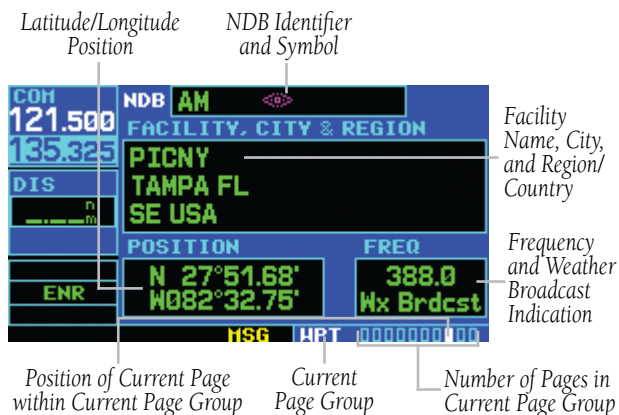 Latitude/Longitude
Position
NDB Identifier
and Symbol
COM
121.500
135.325
NDB AM
FACILITY, CITY & REGION
PICNY
TAMPA FL
SE USA
DIS
__.__nm
POSITION
N 27°51.68'
W082°32.75'
FREQ
388.0
Wx Brdcst
ENR
MSG
WPT
Facility
Name, City,
and Region/
Country
Frequency
and Weather
Broadcast
Indication
Position of Current Page
within Current Page Group
Current
Page Group
Number of Pages in
Current Page Group